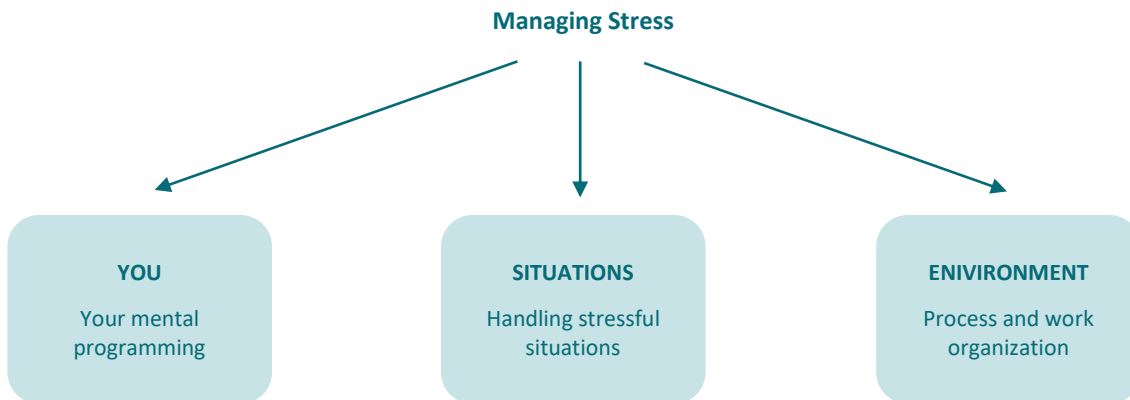 Managing Stress
YOU
Your mental
programming
SITUATIONS
Handling stressful
situations
ENIVIRONMENT
Process and work
organization